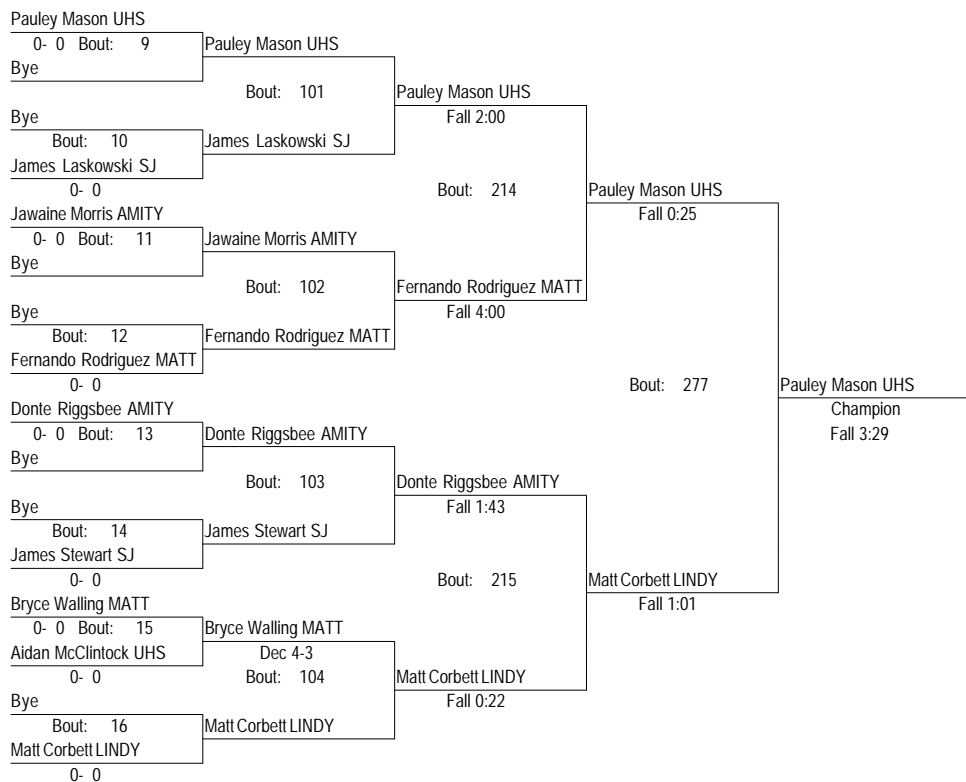 Pauley Mason UHS
0- 0 Bout: 9
Bye
Pauley Mason UHS
Bout: 101
Bye
Bout: 10
James Laskowski SJ
0- 0
James Laskowski SJ
Pauley Mason UHS
Fall 2:00
Bout: 214
Jawaine Morris AMITY
0- 0 Bout: 11
Bye
Jawaine Morris AMITY
Bout: 102
Bye
Bout: 12
Fernando Rodriguez MATT
0- 0
Fernando Rodriguez MATT
Fernando Rodriguez MATT
Fall 4:00
Pauley Mason UHS
Fall 0:25
Bout: 277
Donte Riggsbee AMITY
0- 0 Bout: 13
Bye
Donte Riggsbee AMITY
Bout: 103
Bye
Bout: 14
James Stewart SJ
0- 0
James Stewart SJ
Donte Riggsbee AMITY
Fall 1:43
Bout: 215
Bryce Walling MATT
0- 0 Bout: 15
Aidan McClintock UHS
0- 0
Bryce Walling MATT
Dec 4-3
Bout: 104
Bye
Bout: 16
Matt Corbett LINDY
0- 0
Matt Corbett LINDY
Matt Corbett LINDY
Fall 0:22
Matt Corbett LINDY
Fall 1:01
Pauley Mason UHS
Champion
Fall 3:29